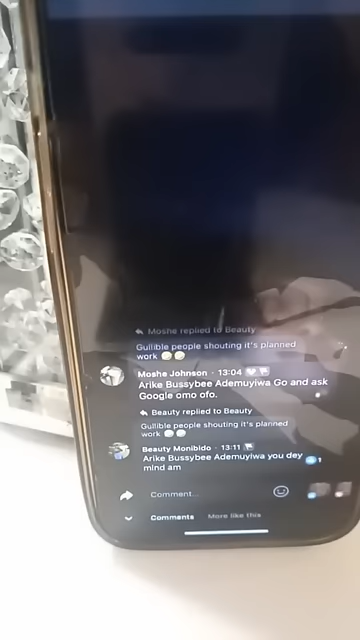 Moshe replied to Beauty
Gullible people shouting it's planned
work
Moshe Johnson · 13:04
Arike Bussybee Ademuyiwa Go and ask
Google omo ofo.
Beauty replied to Beauty
Gullible people shouting it's planned
work
Beauty Monibido · 13:11
Arike Bussybee Ademuyiwa you dey
mind am
1
Comment...
Comments More like this